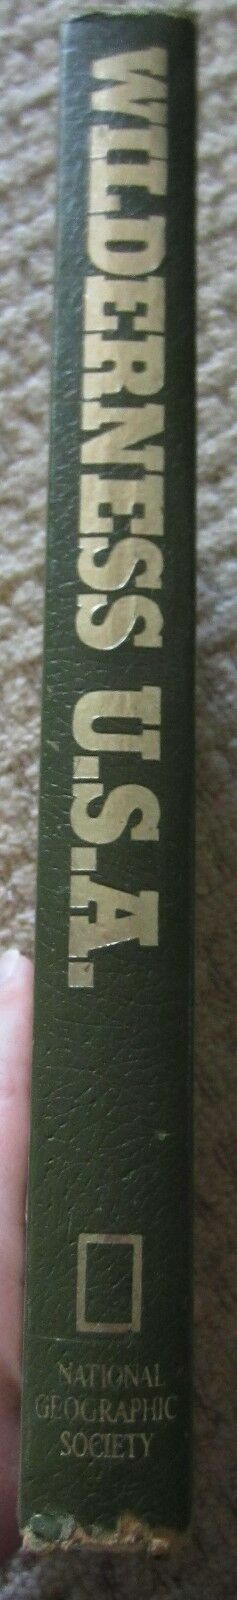 WILDERNESS U.S.A.
NATIONAL
GEOGRAPHIC
SOCIETY